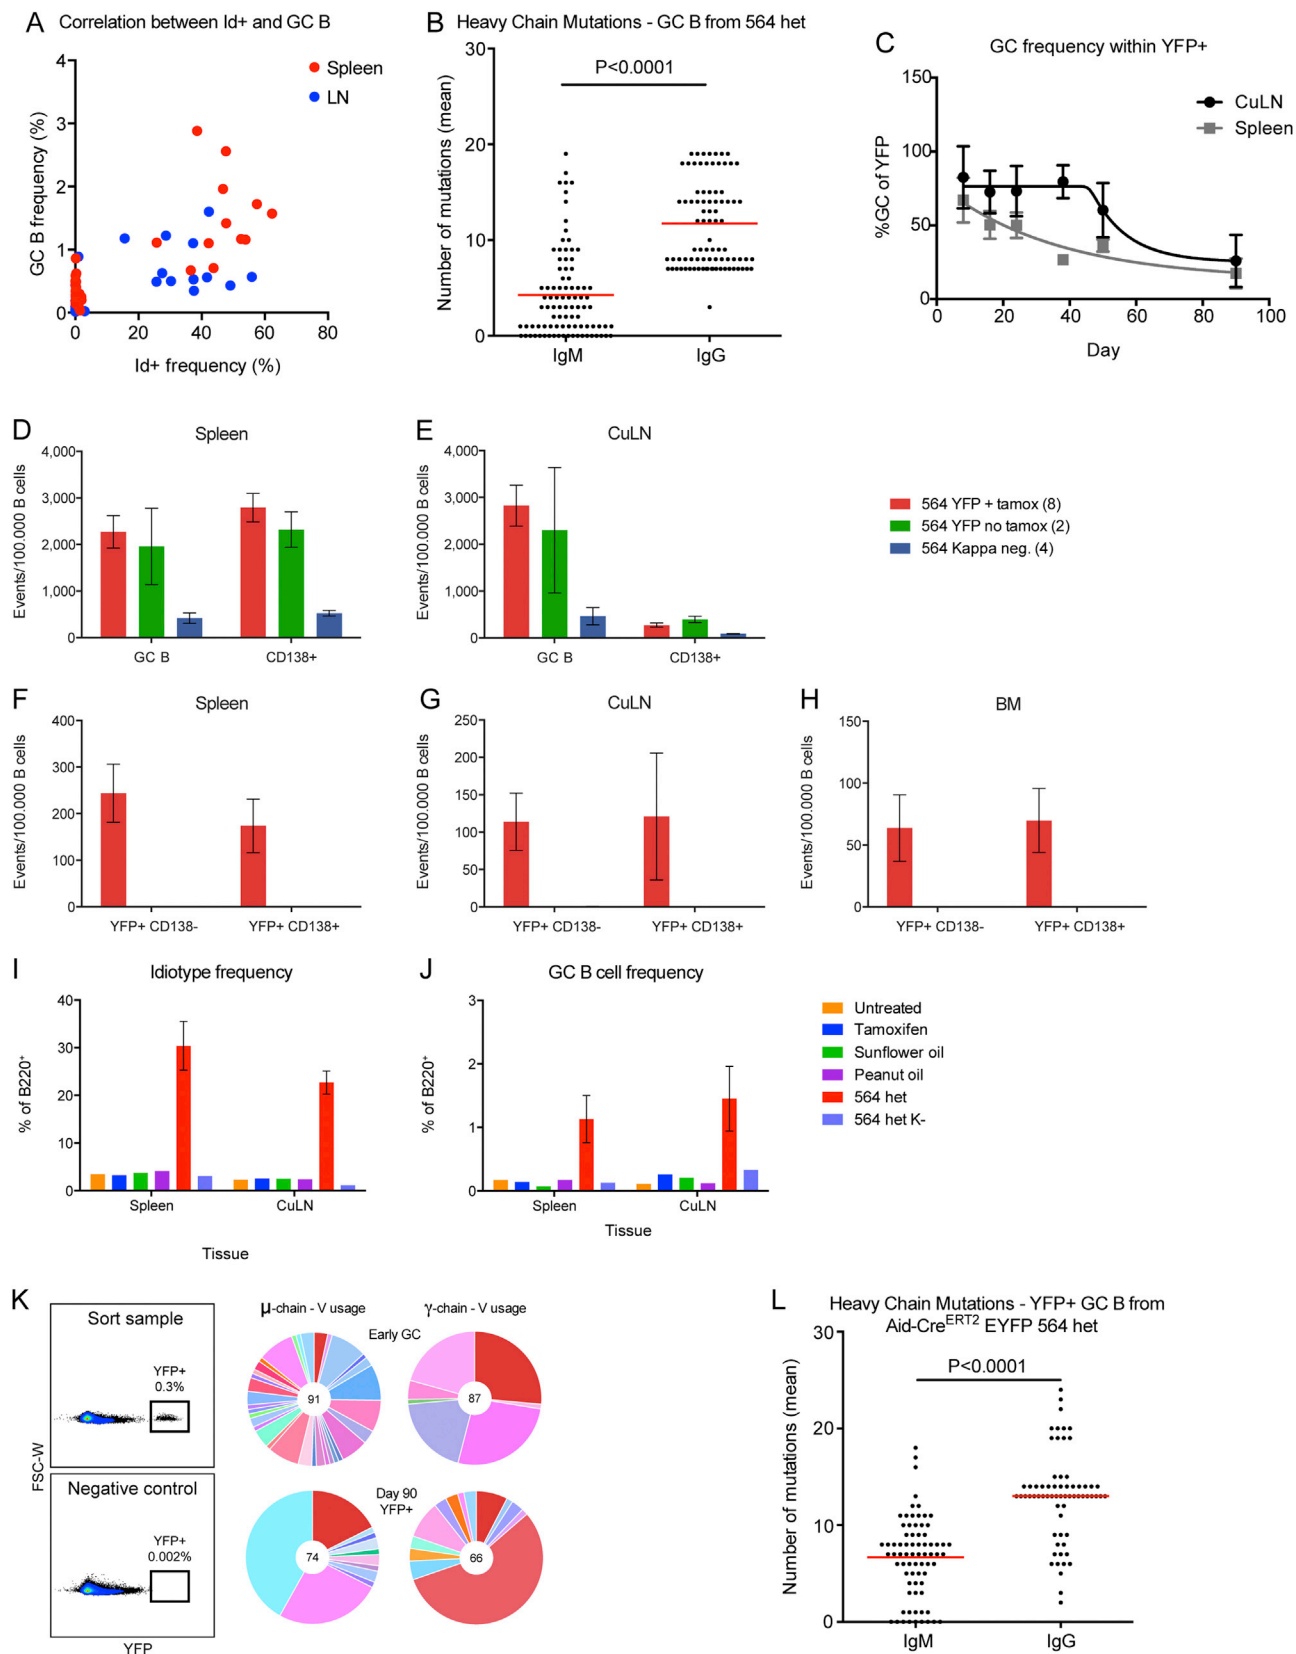 A Correlation between Id+ and GC B
GC B frequency (%)
4
3
2
1
0
0 20 40 60 80
Id+ frequency (%)
Spleen
LN
B Heavy Chain Mutations - GC B from 564 het
Number of mutations (mean)
30
20
10
0
P<0.0001
IgM IgG
C GC frequency within YFP+
%GC of YFP
150
100
50
0
0 20 40 60 80 100
Day
CuLN
Spleen
D Spleen
Events/100.000 B cells
4,000
3,000
2,000
1,000
0
GC B CD138+
E CuLN
Events/100.000 B cells
4,000
3,000
2,000
1,000
0
GC B CD138+
564 YFP + tamox (8)
564 YFP no tamox (2)
564 Kappa neg. (4)
F Spleen
Events/100.000 B cells
400
300
200
100
0
YFP+ CD138- YFP+ CD138+
G CuLN
Events/100.000 B cells
250
200
150
100
50
0
YFP+ CD138- YFP+ CD138+
H BM
Events/100.000 B cells
150
100
50
0
YFP+ CD138- YFP+ CD138+
I Idiotype frequency
% of B220+
40
30
20
10
0
Spleen CuLN
Tissue
J GC B cell frequency
% of B220+
3
2
1
0
Spleen CuLN
Tissue
Untreated
Tamoxifen
Sunflower oil
Peanut oil
564 het
564 het K-
K
Sort sample
YFP+
0.3%
Negative control
YFP+
0.002%
FSC-W
YFP
µ-chain - V usage
γ-chain - V usage
Early GC
91
87
Day 90
YFP+
74
66
L Heavy Chain Mutations - YFP+ GC B from
Aid-CreERT2 EYFP 564 het
Number of mutations (mean)
30
20
10
0
P<0.0001
IgM IgG